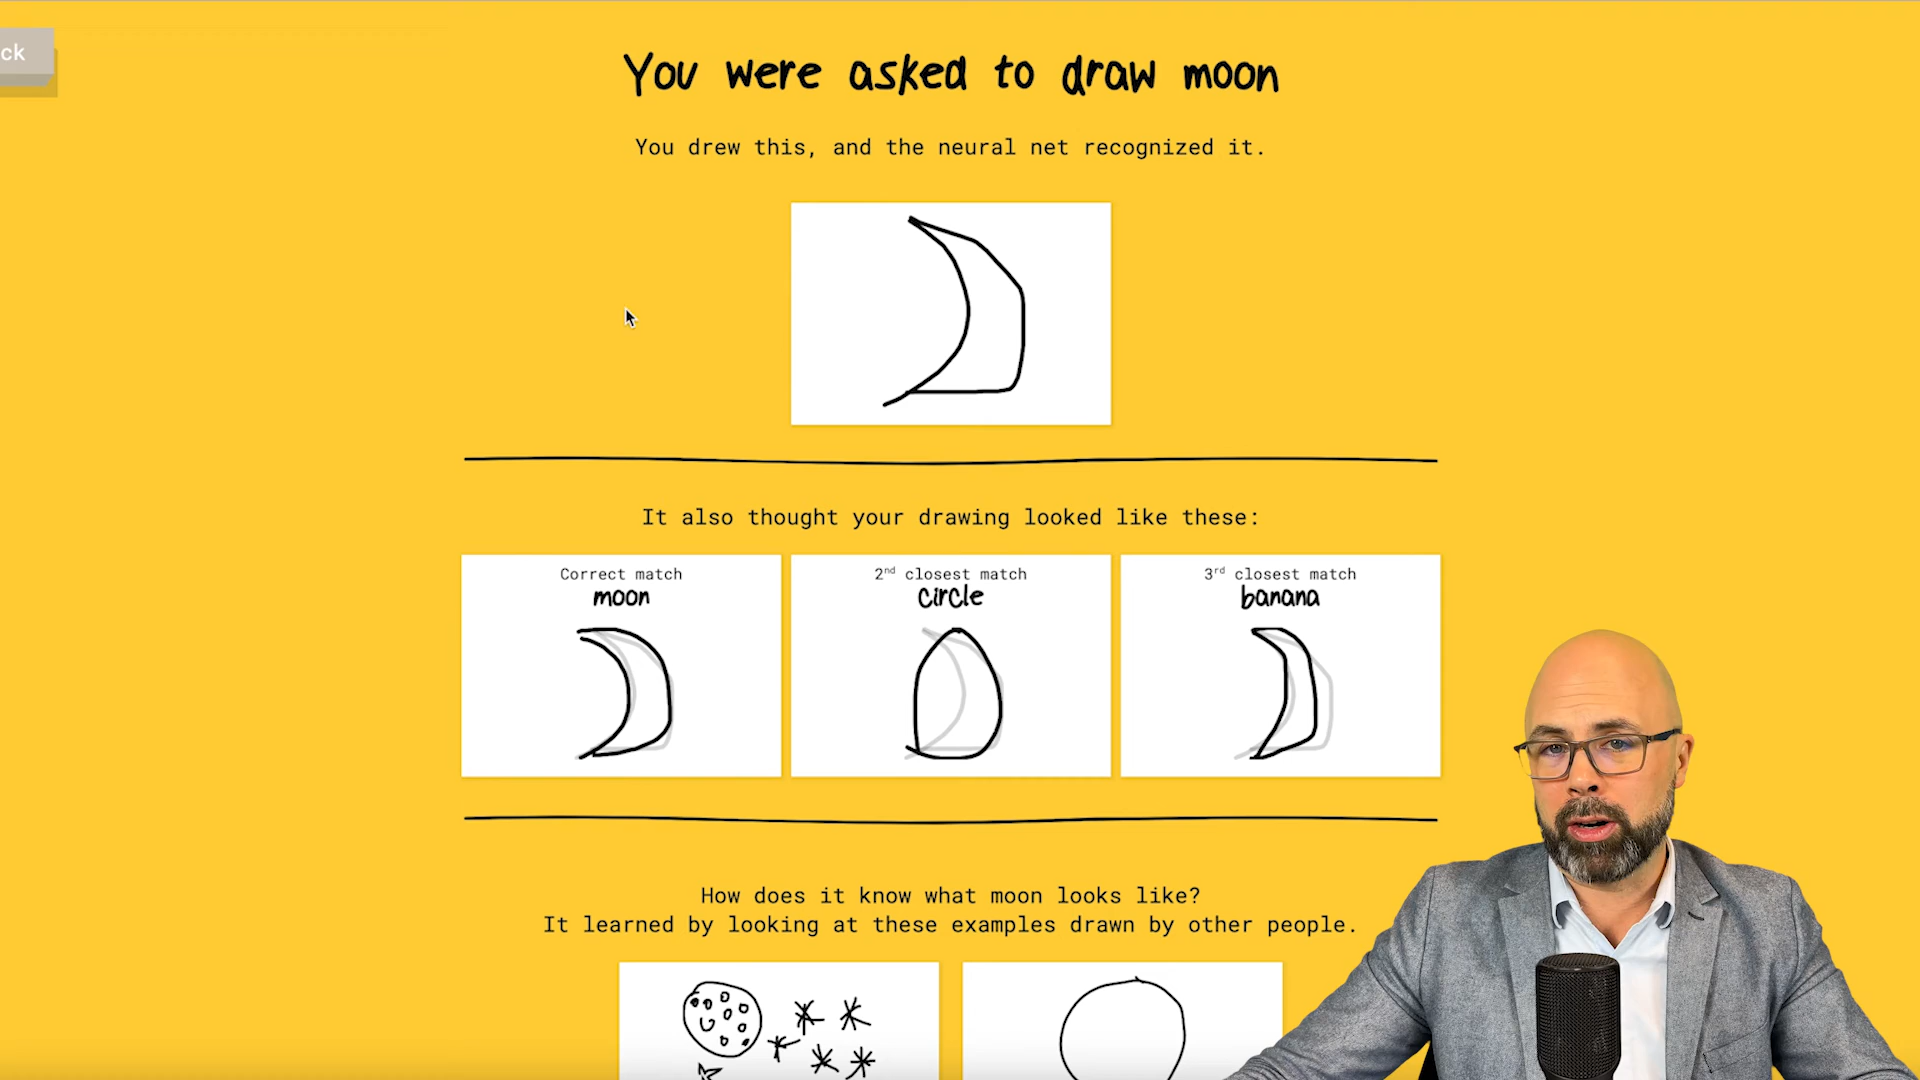 ck
You were asked to draw moon
You drew this, and the neural net recognized it.
It also thought your drawing looked like these:
Correct match
moon
2nd closest match
circle
3rd closest match
banana
How does it know what moon looks like?
It learned by looking at these examples drawn by other people.